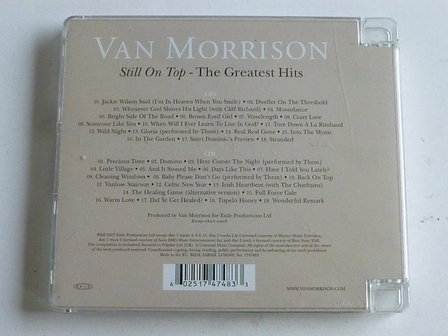 VAN MORRISON
Still On Top - The Greatest Hits
01. Jackie Wilson Said (I'm In Heaven When You Smile) • 02. Dweller On The Threshold
03. Whenever God Shines His Light (with Cliff Richard) • 04. Moondance
05. Bright Side Of The Road • 06. Brown Eyed Girl • 07. Wavelength • 08. Crazy Love
09. Someone Like You • 10. When Will I Ever Learn To Live In God? • 11. Tore Down A La Rimbaud
12. Wild Night • 13. Gloria (performed by Them) • 14. Real Real Gone • 15. Into The Mystic
16. In The Garden • 17. Saint Dominic's Preview • 18. Stranded
01. Precious Time • 02. Domino • 03. Here Comes The Night (performed by Them)
04. Little Village • 05. And It Stoned Me • 06. Days Like This • 07. Have I Told You Lately?
08. Cleaning Windows • 09. Baby Please Don't Go (performed by Them) • 10. Back On Top
11. Vanlose Stairway • 12. Celtic New Year • 13. Irish Heartbeat (with The Chieftains)
14. The Healing Game (alternative version) • 15. Full Force Gale
16. Warm Love • 17. Did Ye Get Healed? • 18. Tupelo Honey • 19. Wonderful Remark
Produced by Van Morrison for Exile Productions Ltd
Except where stated
6 02517 47483 3
WWW.VANMORRISON.COM